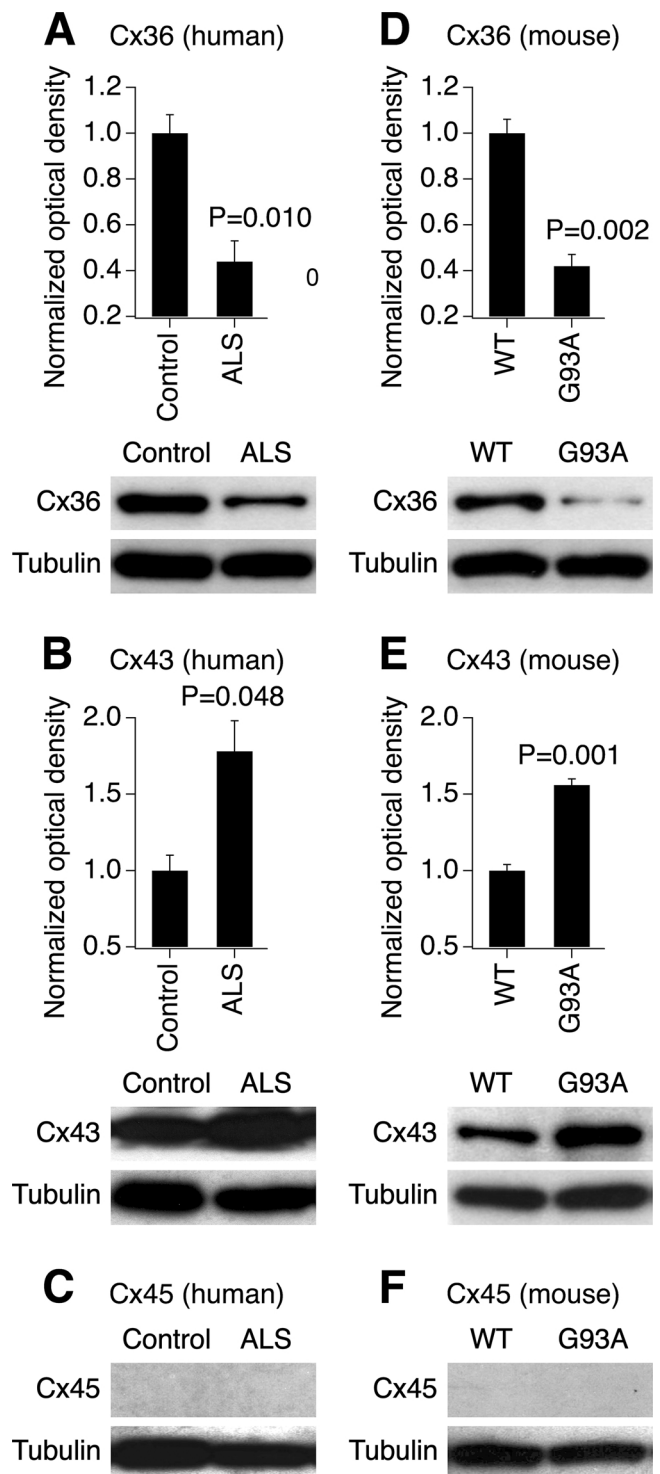 A Cx36 (human)
Normalized optical density
1.2
1.0
0.8
0.6
0.4
0.2
P=0.010
0
Control
ALS
Control ALS
Cx36
Tubulin
B Cx43 (human)
Normalized optical density
2.0
1.5
1.0
0.5
P=0.048
Control
ALS
Control ALS
Cx43
Tubulin
C Cx45 (human)
Control ALS
Cx45
Tubulin
D Cx36 (mouse)
Normalized optical density
1.2
1.0
0.8
0.6
0.4
0.2
P=0.002
WT
G93A
WT G93A
Cx36
Tubulin
E Cx43 (mouse)
Normalized optical density
2.0
1.5
1.0
0.5
P=0.001
WT
G93A
WT G93A
Cx43
Tubulin
F Cx45 (mouse)
WT G93A
Cx45
Tubulin